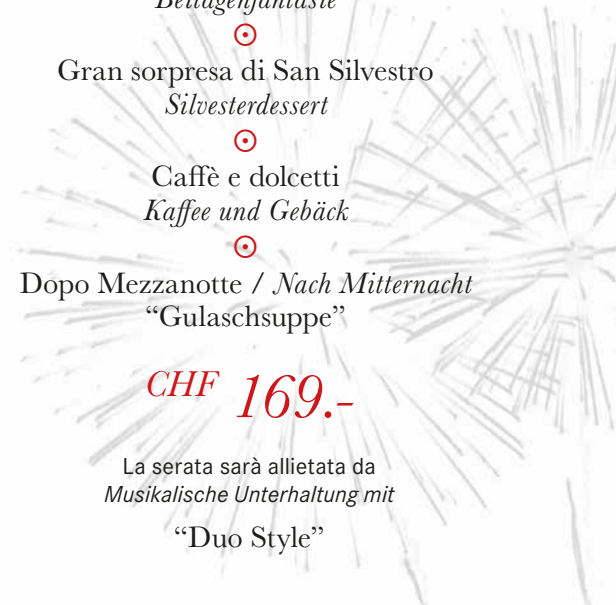 Beilagenfantasie
Gran sorpresa di San Silvestro
Silvesterdessert
Caffè e dolcetti
Kaffee und Gebäck
Dopo Mezzanotte / Nach Mitternacht
“Gulaschsuppe”
CHF 169.-
La serata sarà allietata da
Musikalische Unterhaltung mit
“Duo Style”